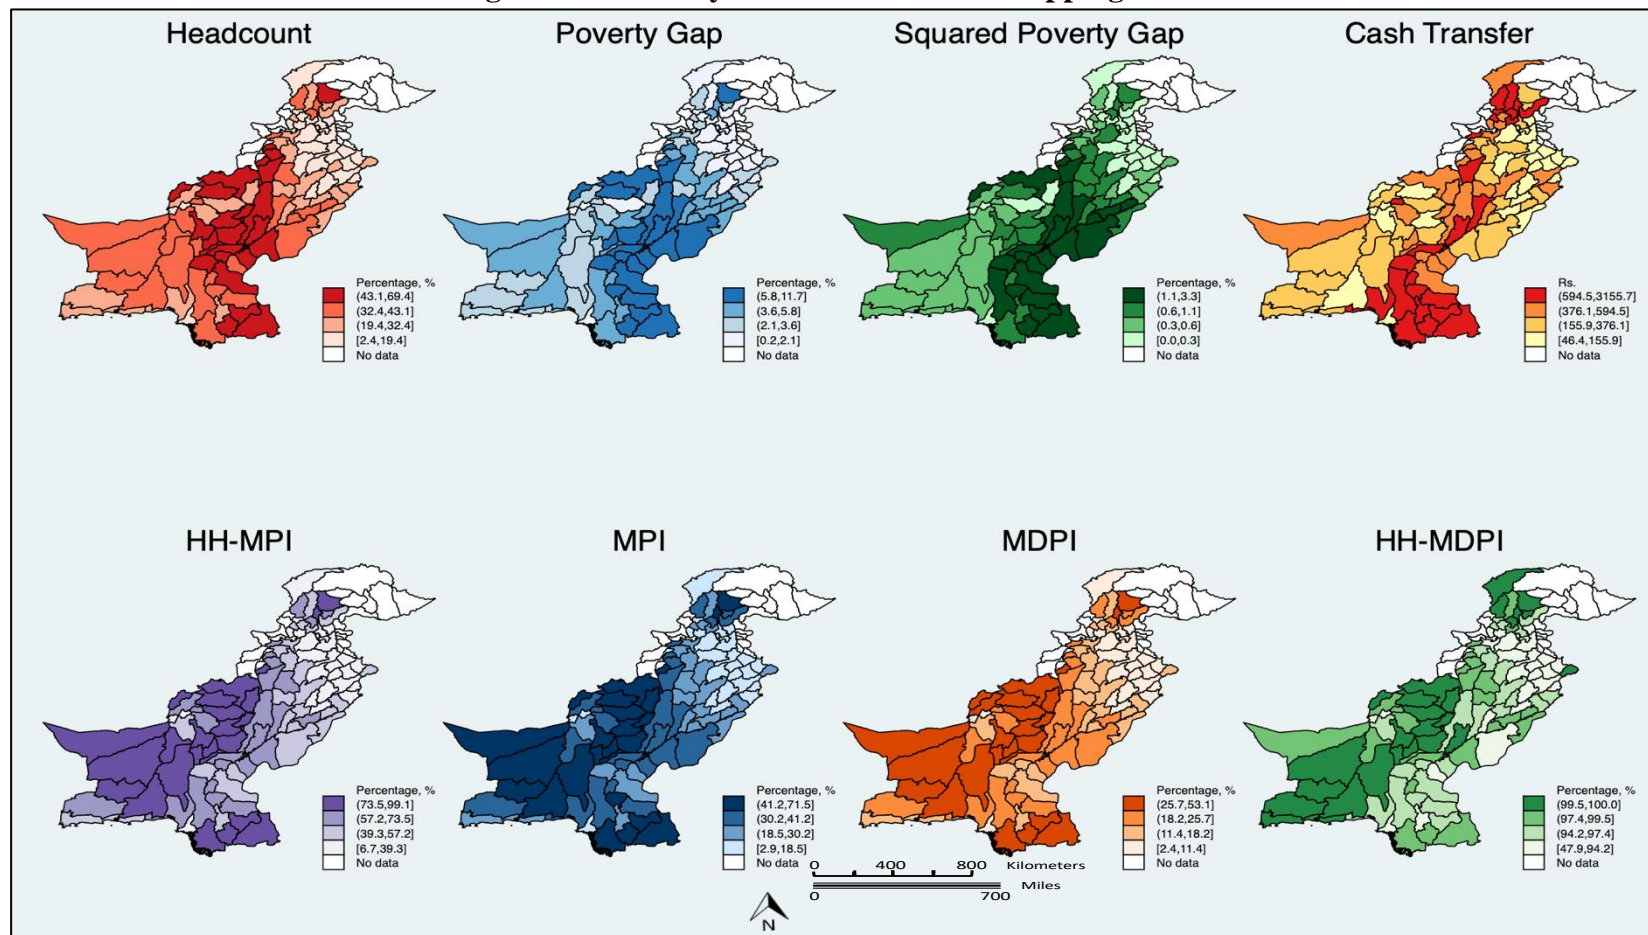 Headcount
Poverty Gap
Squared Poverty Gap
Cash Transfer
Percentage, %
(43.1,69.4]
(32.4,43.1]
(19.4,32.4]
[2.4,19.4]
No data
Percentage, %
(5.8,11.7]
(3.6,5.8]
(2.1,3.6]
[0.2,2.1]
No data
Percentage, %
(1.1,3.3]
(0.6,1.1]
(0.3,0.6]
[0.0,0.3]
No data
Rs.
(594.5,3155.7]
(376.1,594.5]
(155.9,376.1]
[46.4,155.9]
No data
HH-MPI
MPI
MDPI
HH-MDPI
Percentage, %
(73.5,99.1]
(57.2,73.5]
(39.3,57.2]
[6.7,39.3]
No data
Percentage, %
(41.2,71.5]
(30.2,41.2]
(18.5,30.2]
[2.9,18.5]
No data
Percentage, %
(25.7,53.1]
(18.2,25.7]
(11.4,18.2]
[2.4,11.4]
No data
Percentage, %
(99.5,100.0]
(97.4,99.5]
(94.2,97.4]
[47.9,94.2]
No data
0 400 800 Kilometers
Miles
0 700
N